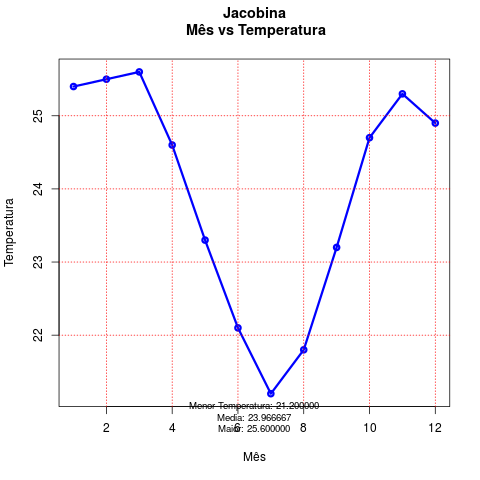 Jacobina
Mês vs Temperatura
Temperatura
25
24
23
22
2 4 6 8 10 12
Menor Temperatura: 21.200000
Media: 23.966667
Maior: 25.600000
Mês